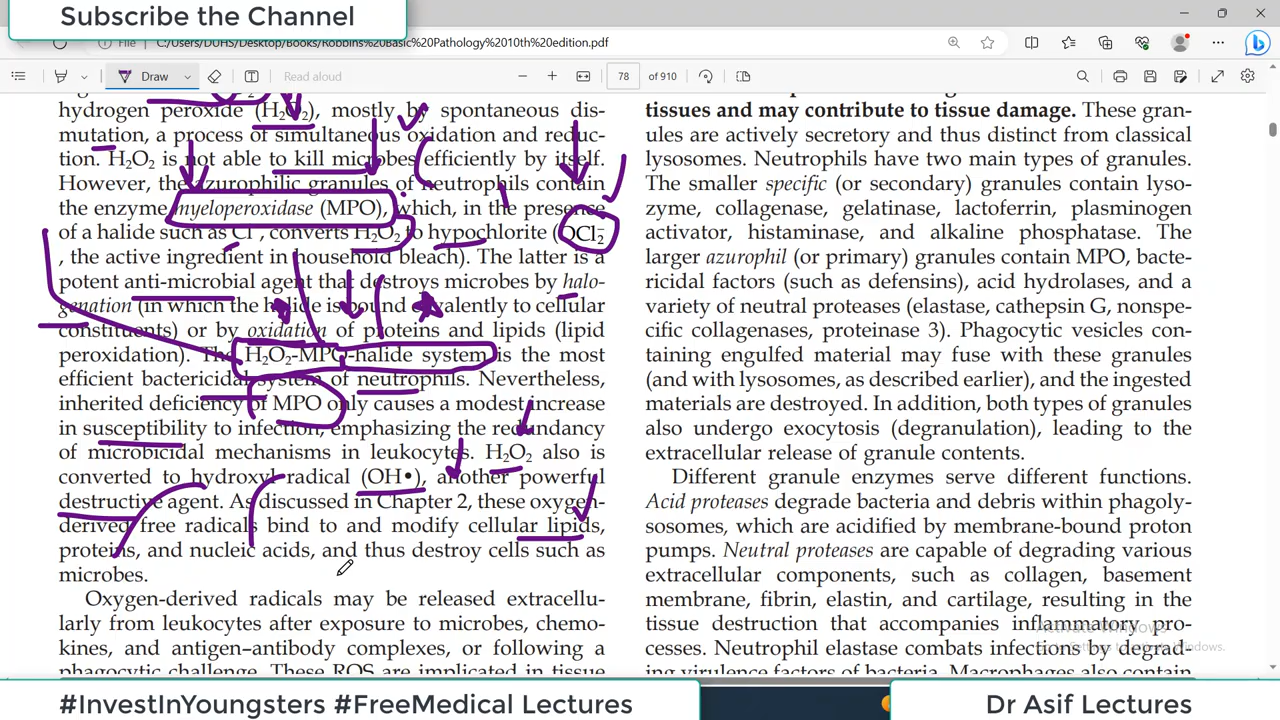 Subscribe the Channel
File
C:/Users/DUHS/Desktop/Books/Robbins%20Basic%20Pathology%2010th%20edition.pdf
Draw
Read aloud
78 of 910
hydrogen peroxide (H2O2), mostly by spontaneous dis-
mutation, a process of simultaneous oxidation and reduc-
tion. H2O2 is not able to kill microbes efficiently by itself.
However, the azurophilic granules of neutrophils contain
the enzyme myeloperoxidase (MPO), which, in the presence
of a halide such as Cl-, converts H2O2 to hypochlorite (OCl2
, the active ingredient in household bleach). The latter is a
potent anti-microbial agent that destroys microbes by halo-
genation (in which the halide is bound covalently to cellular
constituents) or by oxidation of proteins and lipids (lipid
peroxidation). The H2O2-MPO-halide system is the most
efficient bactericidal system of neutrophils. Nevertheless,
inherited deficiency of MPO only causes a modest increase
in susceptibility to infection, emphasizing the redundancy
of microbicidal mechanisms in leukocytes. H2O2 also is
converted to hydroxyl radical (OH•), another powerful
destructive agent. As discussed in Chapter 2, these oxygen-
derived free radicals bind to and modify cellular lipids,
proteins, and nucleic acids, and thus destroy cells such as
microbes.
Oxygen-derived radicals may be released extracellu-
larly from leukocytes after exposure to microbes, chemo-
kines, and antigen–antibody complexes, or following a
phagocytic challenge. These ROS are implicated in tissue
tissues and may contribute to tissue damage. These gran-
ules are actively secretory and thus distinct from classical
lysosomes. Neutrophils have two main types of granules.
The smaller specific (or secondary) granules contain lyso-
zyme, collagenase, gelatinase, lactoferrin, plasminogen
activator, histaminase, and alkaline phosphatase. The
larger azurophil (or primary) granules contain MPO, bacte-
ricidal factors (such as defensins), acid hydrolases, and a
variety of neutral proteases (elastase, cathepsin G, nonspe-
cific collagenases, proteinase 3). Phagocytic vesicles con-
taining engulfed material may fuse with these granules
(and with lysosomes, as described earlier), and the ingested
materials are destroyed. In addition, both types of granules
also undergo exocytosis (degranulation), leading to the
extracellular release of granule contents.
Different granule enzymes serve different functions.
Acid proteases degrade bacteria and debris within phagoly-
sosomes, which are acidified by membrane-bound proton
pumps. Neutral proteases are capable of degrading various
extracellular components, such as collagen, basement
membrane, fibrin, elastin, and cartilage, resulting in the
tissue destruction that accompanies inflammatory pro-
cesses. Neutrophil elastase combats infections by degrad-
ing virulence factors of bacteria. Macrophages also contain
Activate Windows
#InvestInYoungsters #FreeMedical Lectures
Dr Asif Lectures